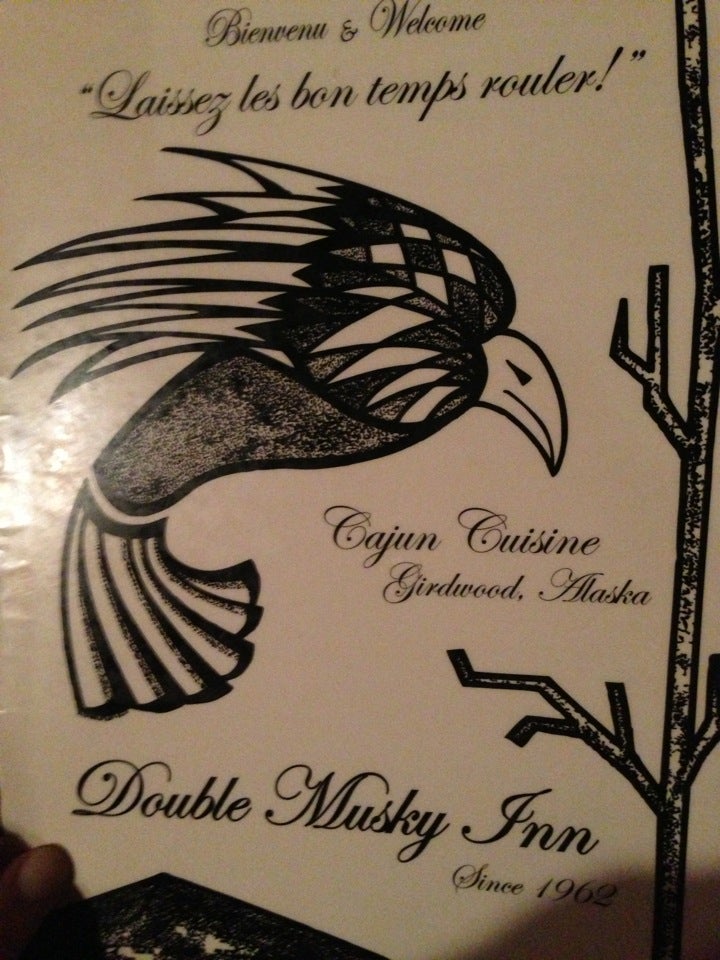 Bienvenu & Welcome
"Laissez les bon temps rouler!"
Cajun Cuisine
Girdwood, Alaska
Double Musky Inn
Since 1962